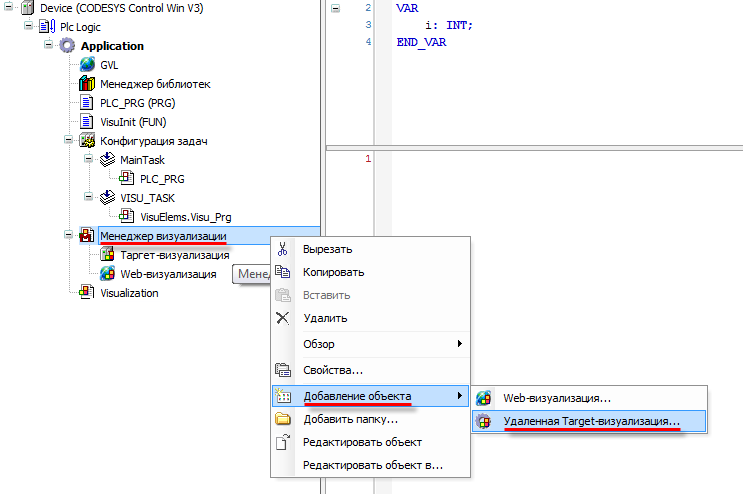 Device (CODESYS Control Win V3)
Plc Logic
Application
GVL
Менеджер библиотек
PLC_PRG (PRG)
VisuInit (FUN)
Конфигурация задач
MainTask
PLC_PRG
VISU_TASK
VisuElems.Visu_Prg
Менеджер визуализации
Таргет-визуализация
Web-визуализация
Мене
Visualization
2 VAR
3 i: INT;
4 END_VAR
1
Вырезать
Копировать
Вставить
Удалить
Обзор
Свойства...
Добавление объекта
Добавить папку...
Редактировать объект
Редактировать объект в...
Web-визуализация...
Удаленная Target-визуализация...